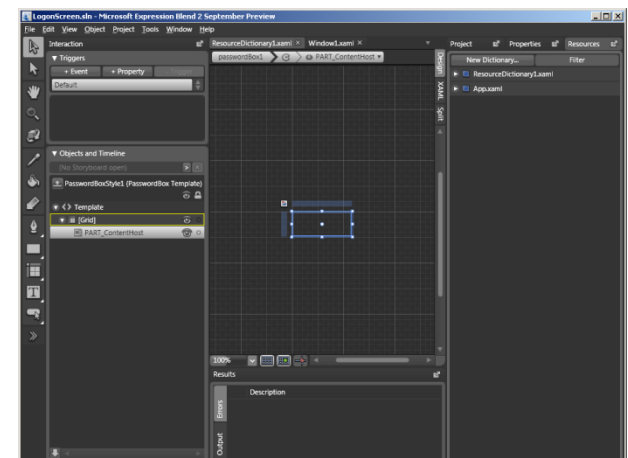 LogonScreen.sln - Microsoft Expression Blend 2 September Preview
File Edit View Object Project Tools Window Help
Interaction
Triggers
+ Event + Property
Default
Objects and Timeline
(No Storyboard open)
PasswordBoxStyle1 (PasswordBox Template)
Template
[Grid]
PART_ContentHost
ResourceDictionary1.xaml × Window1.xaml ×
passwordBox1 PART_ContentHost
Design
XAML
Split
100%
Results
Errors
Output
Description
Project Properties Resources
New Dictionary... Filter
ResourceDictionary1.xaml
App.xaml